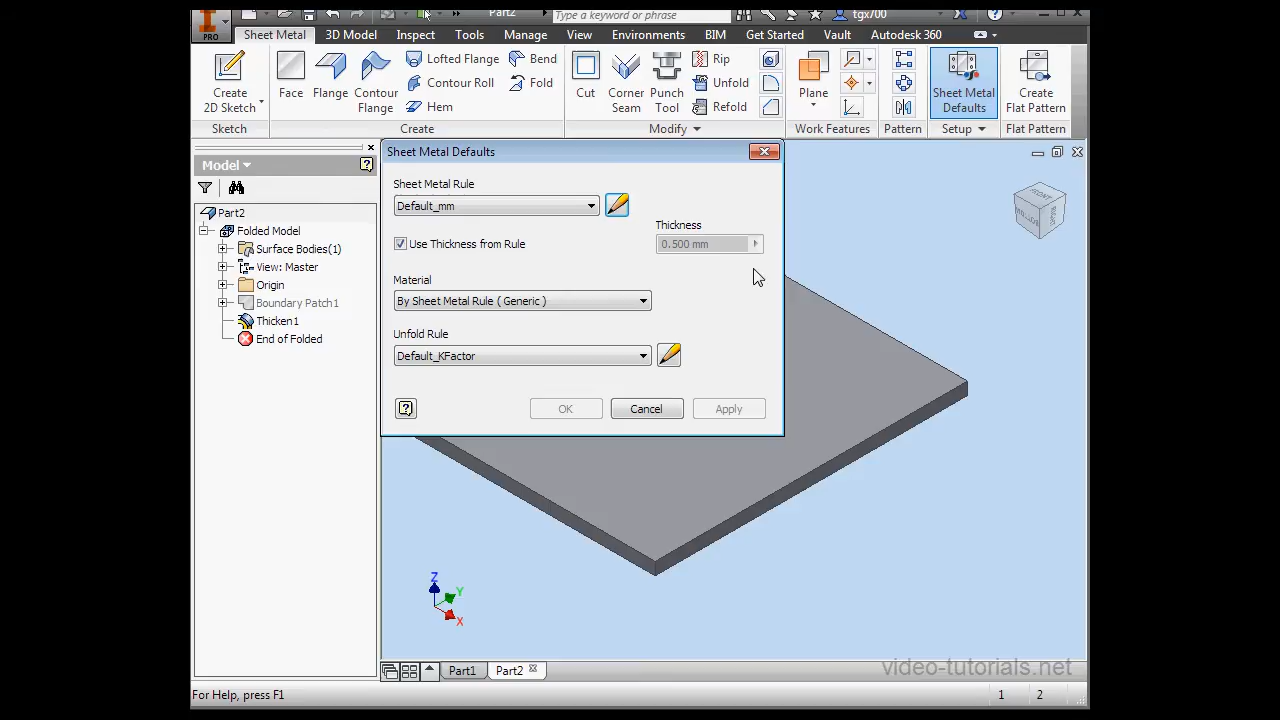 Part2
Type a keyword or phrase
tgx700
PRO
Sheet Metal
3D Model
Inspect
Tools
Manage
View
Environments
BIM
Get Started
Vault
Autodesk 360
Create
2D Sketch
Face
Flange
Contour
Flange
Lofted Flange
Contour Roll
Hem
Bend
Fold
Cut
Corner
Seam
Punch
Tool
Rip
Unfold
Refold
Plane
Sheet Metal
Defaults
Create
Flat Pattern
Sketch
Create
Modify
Work Features
Pattern
Setup
Flat Pattern
Model
Part2
Folded Model
Surface Bodies(1)
View: Master
Origin
Boundary Patch1
Thicken1
End of Folded
Sheet Metal Defaults
Sheet Metal Rule
Default_mm
Use Thickness from Rule
Thickness
0.500 mm
Material
By Sheet Metal Rule ( Generic )
Unfold Rule
Default_KFactor
OK
Cancel
Apply
FRONT
BOTTOM
Z
Y
X
Part1
Part2
video-tutorials.net
For Help, press F1
1
2